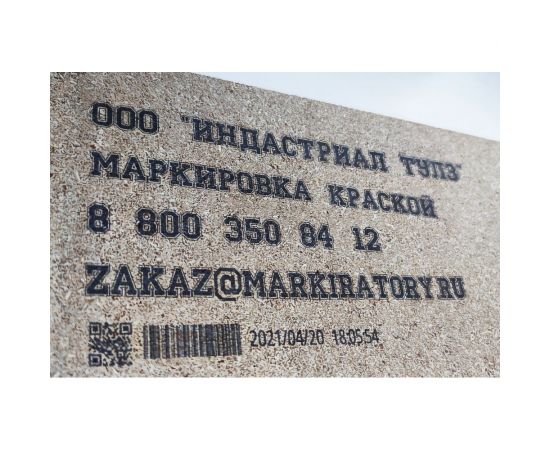 ООО "ИНДАСТРИАЛ ТУЛЗ"
МАРКИРОВКА КРАСКОЙ
8 800 350 84 12
ZAKAZ@MARKIRATORY.RU
2021/04/20 18:05:54